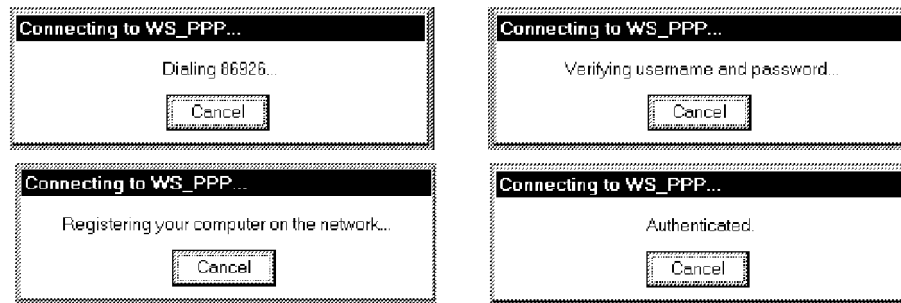 Connecting to WS_PPP...
Dialing 86926...
Cancel
Connecting to WS_PPP...
Verifying username and password...
Cancel
Connecting to WS_PPP...
Registering your computer on the network...
Cancel
Connecting to WS_PPP...
Authenticated.
Cancel